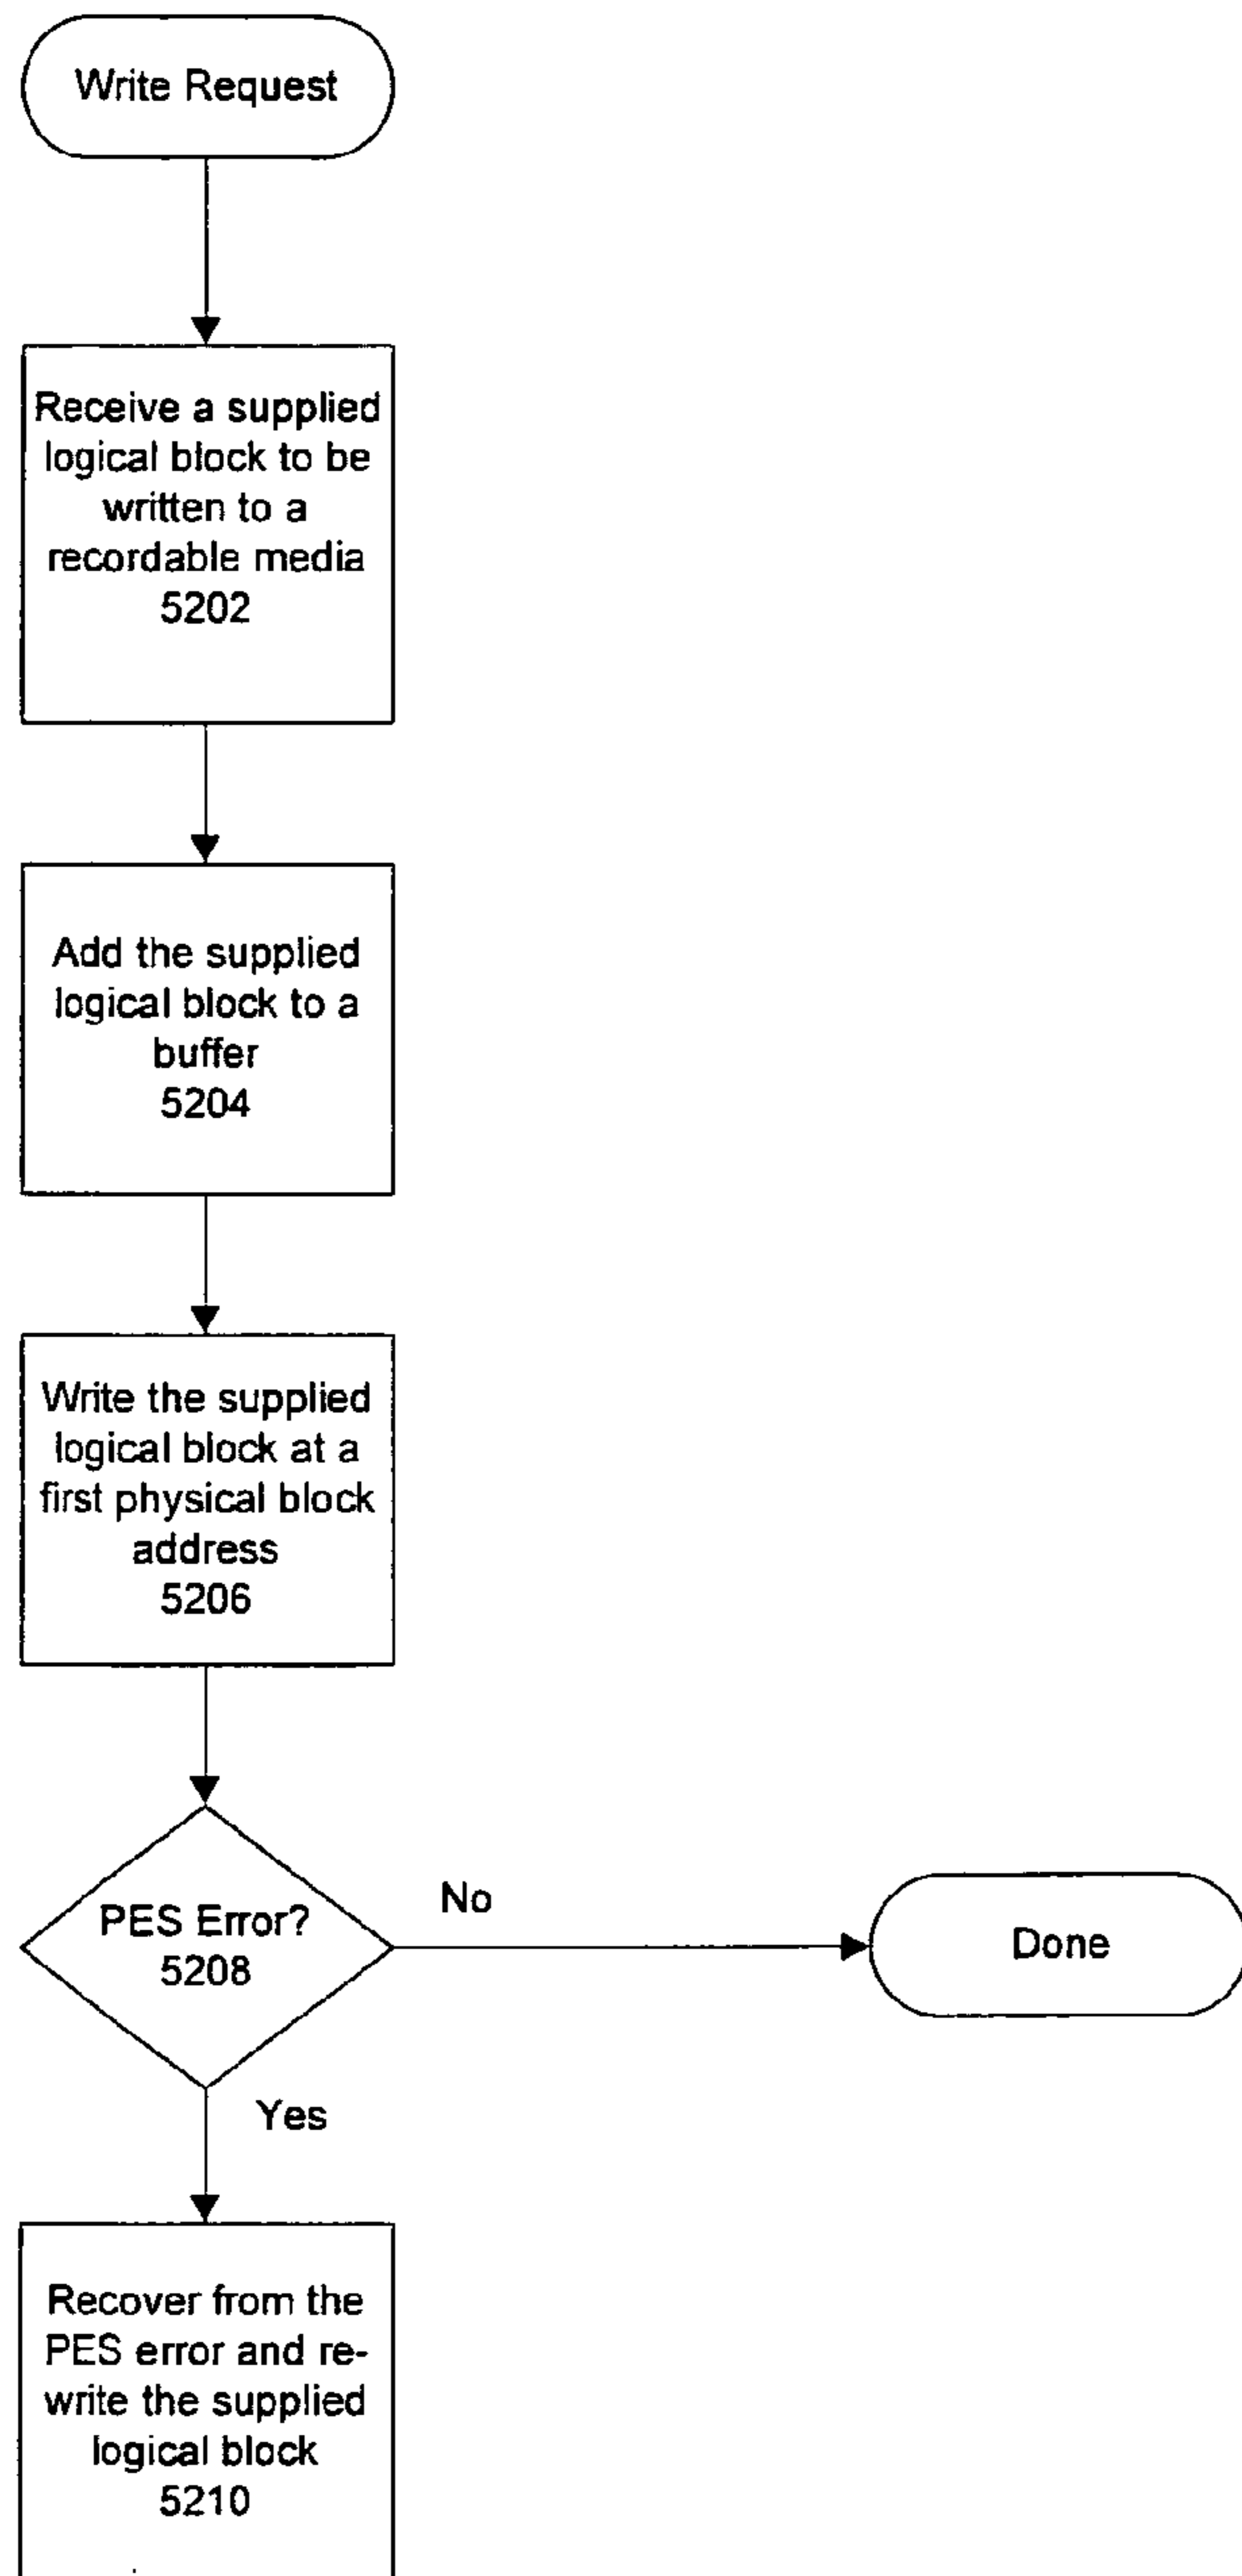 Write Request
Receive a supplied
logical block to be
written to a
recordable media
5202
Add the supplied
logical block to a
buffer
5204
Write the supplied
logical block at a
first physical block
address
5206
PES Error?
5208
No
Done
Yes
Recover from the
PES error and re-
write the supplied
logical block
5210